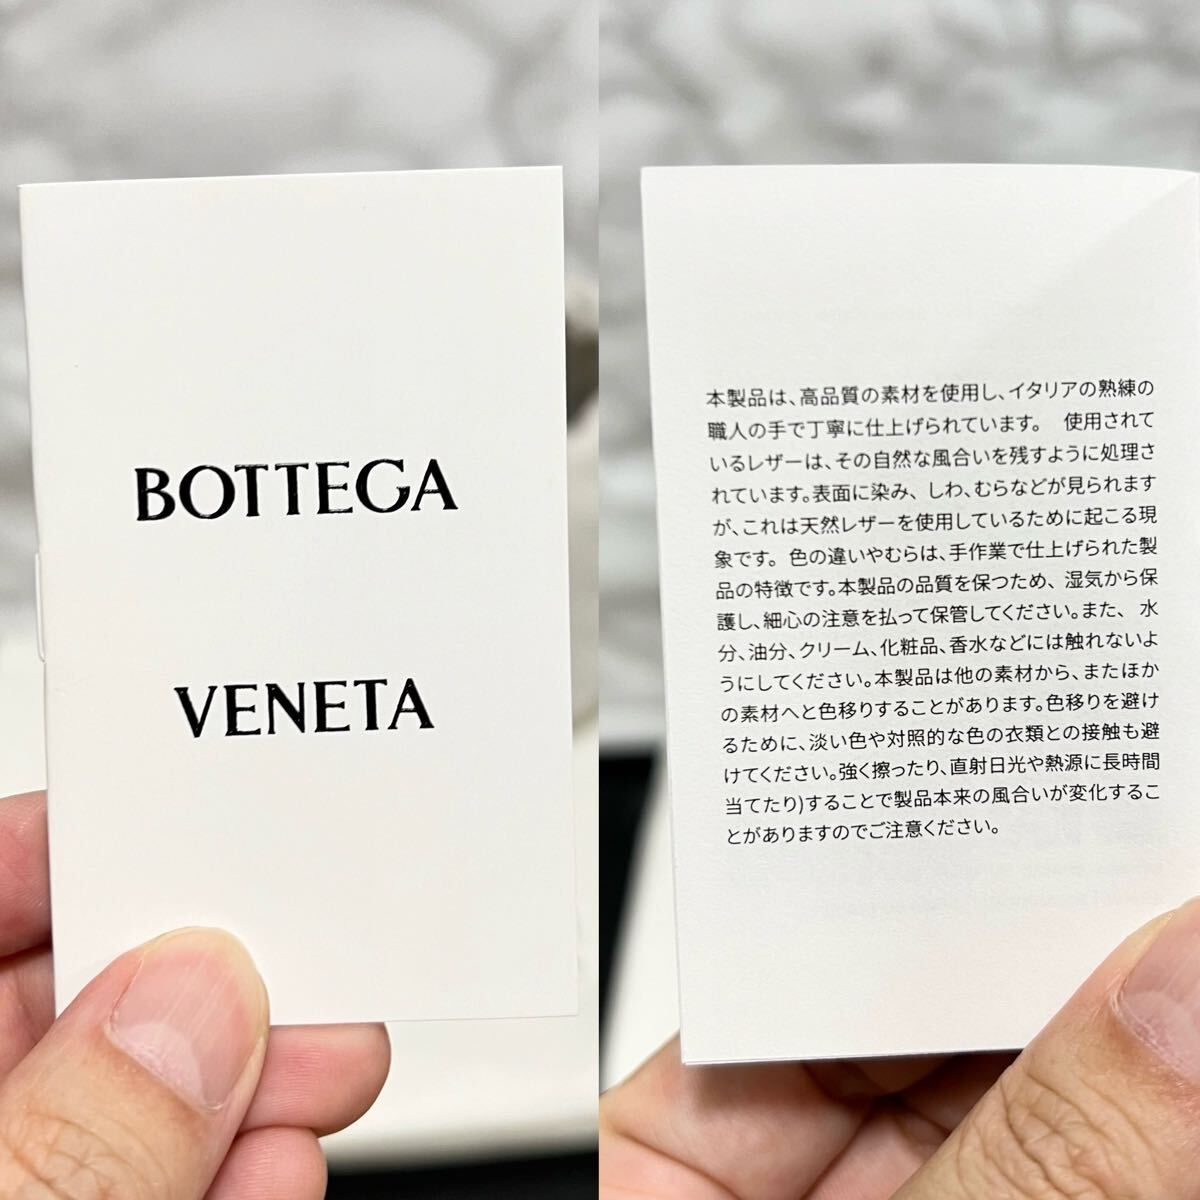 BOTTEGA
VENETA
本製品は、高品質の素材を使用し、イタリアの熟練の
職人の手で丁寧に仕上げられています。 使用されて
いるレザーは、その自然な風合いを残すように処理さ
れています。表面に染み、しわ、むらなどが見られます
が、これは天然レザーを使用しているために起こる現
象です。色の違いやむらは、手作業で仕上げられた製
品の特徴です。本製品の品質を保つため、湿気から保
護し、細心の注意を払って保管してください。また、水
分、油分、クリーム、化粧品、香水などには触れないよ
うにしてください。本製品は他の素材から、またほか
の素材へと色移りすることがあります。色移りを避け
るために、淡い色や対照的な色の衣類との接触も避
けてください。強く擦ったり、直射日光や熱源に長時間
当てたり)することで製品本来の風合いが変化するこ
とがありますのでご注意ください。